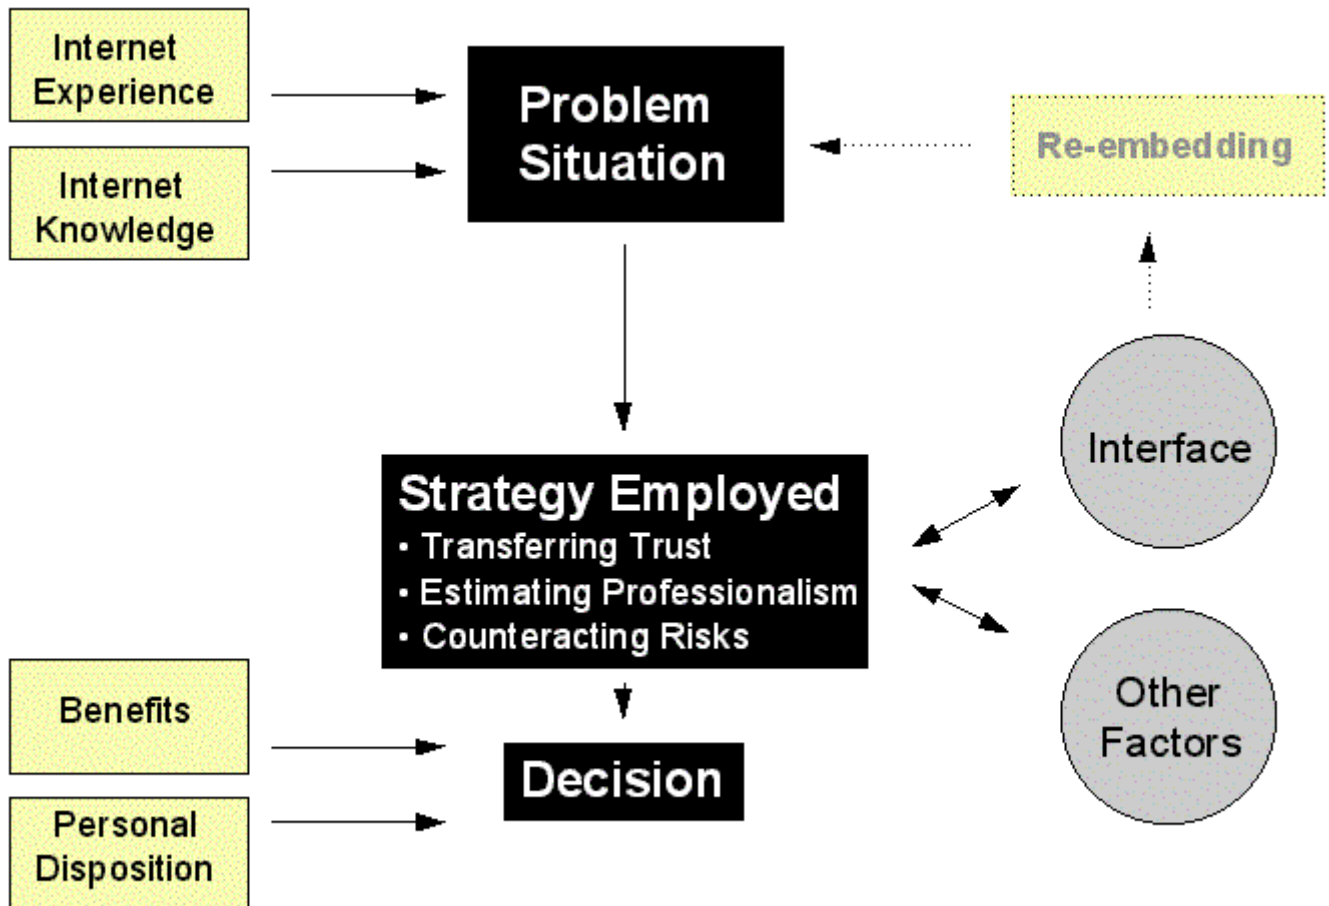 Internet
Experience
Internet
Knowledge
Problem
Situation
Re-embedding
Strategy Employed
• Transferring Trust
• Estimating Professionalism
• Counteracting Risks
Interface
Other
Factors
Benefits
Personal
Disposition
Decision